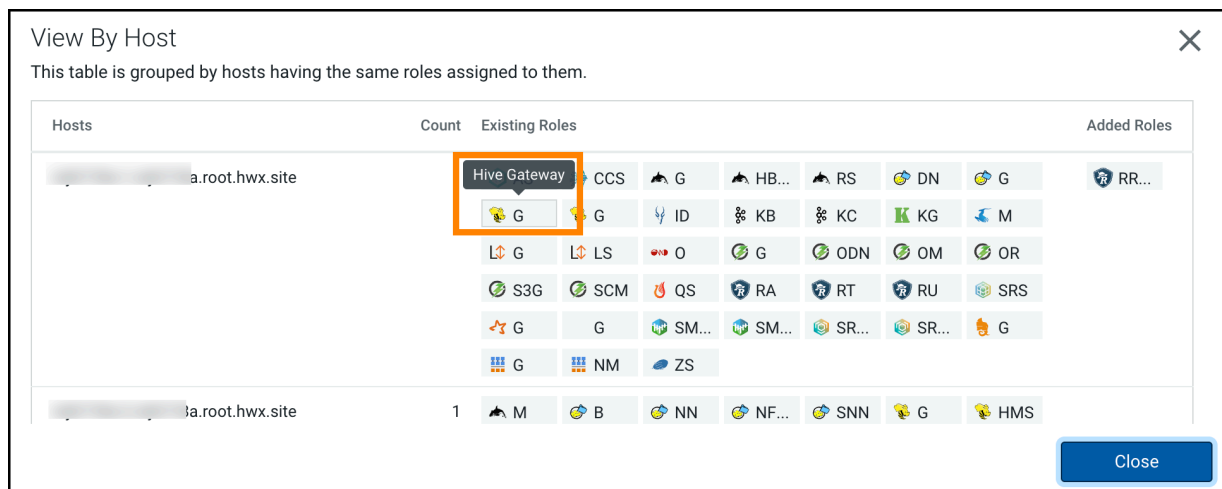 View By Host
This table is grouped by hosts having the same roles assigned to them.
Hosts Count Existing Roles Added Roles
a.root.hwx.site Hive Gateway CCS G HB... RS DN G RR...
G G ID KB KC KG M
G LS O G ODN OM OR
S3G SCM QS RA RT RU SRS
G G SM... SM... SR... SR... G
G NM ZS
a.root.hwx.site 1 M B NN NF... SNN G HMS
Close